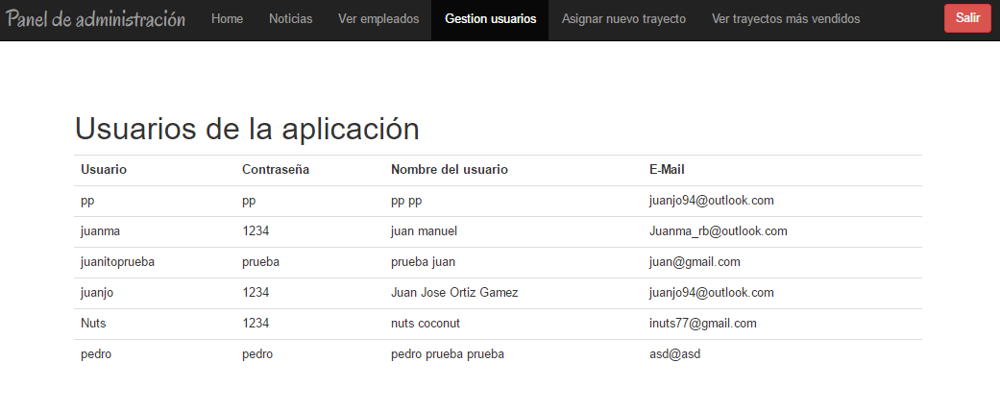 Panel de administración Home Noticias Ver empleados Gestion usuarios Asignar nuevo trayecto Ver trayectos más vendidos Salir
Usuarios de la aplicación
Usuario Contraseña Nombre del usuario E-Mail
pp pp pp pp juanjo94@outlook.com
juanma 1234 juan manuel Juanma_rb@outlook.com
juanitoprueba prueba prueba juan juan@gmail.com
juanjo 1234 Juan Jose Ortiz Gamez juanjo94@outlook.com
Nuts 1234 nuts coconut inuts77@gmail.com
pedro pedro pedro prueba prueba asd@asd